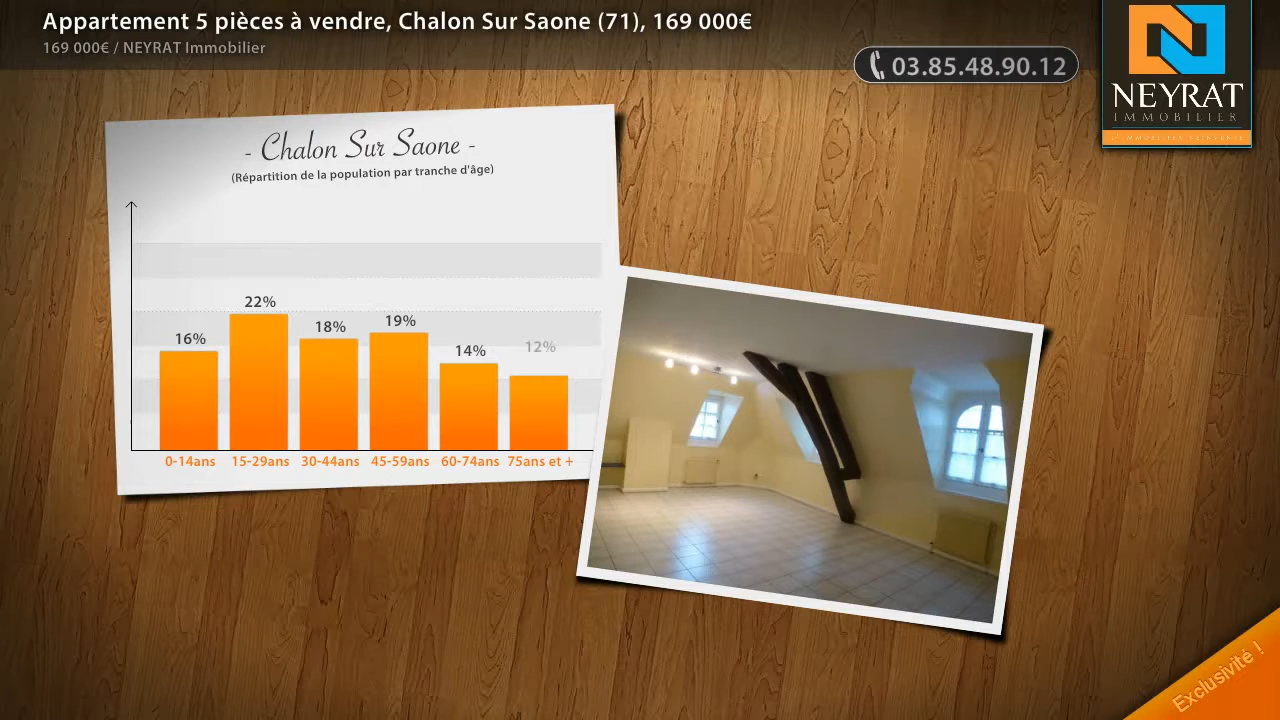 Appartement 5 pièces à vendre, Chalon Sur Saone (71), 169 000€
169 000€ / NEYRAT Immobilier
03.85.48.90.12
NEYRAT
IMMOBILIER
- Chalon Sur Saone -
(Répartition de la population par tranche d'âge)
16%
22%
18%
19%
14%
12%
0-14ans
15-29ans
30-44ans
45-59ans
60-74ans
75ans et +
Exclusivité !